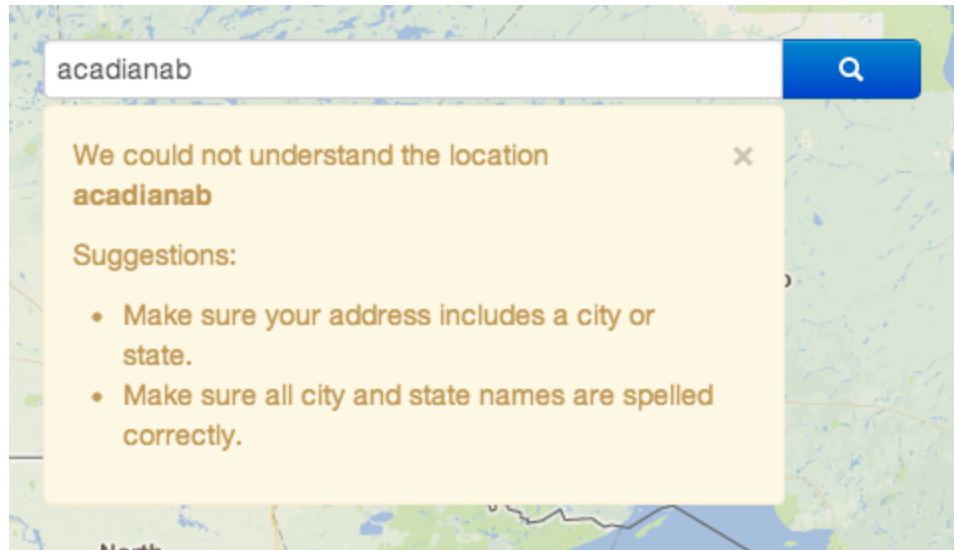 acadianab
We could not understand the location
acadianab
Suggestions:
• Make sure your address includes a city or
state.
• Make sure all city and state names are spelled
correctly.
North